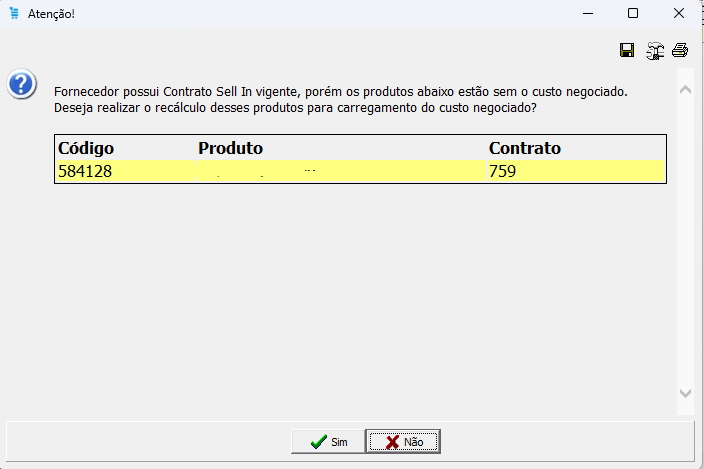 Atenção!
Fornecedor possui Contrato Sell In vigente, porém os produtos abaixo estão sem o custo negociado.
Deseja realizar o recálculo desses produtos para carregamento do custo negociado?
Código Produto Contrato
584128 759
Sim Não